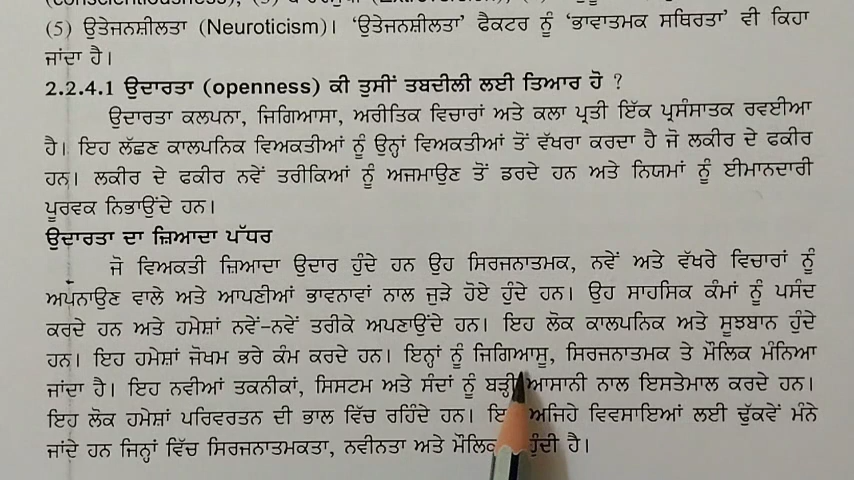 (5) ਉਤੇਜਨਸ਼ੀਲਤਾ (Neuroticism)। ‘ਉਤੇਜਨਸ਼ੀਲਤਾ’ ਫੈਕਟਰ ਨੂੰ ‘ਭਾਵਾਤਮਕ ਸਥਿਰਤਾ’ ਵੀ ਕਿਹਾ
ਜਾਂਦਾ ਹੈ।
2.2.4.1 ਉਦਾਰਤਾ (openness) ਕੀ ਤੁਸੀਂ ਤਬਦੀਲੀ ਲਈ ਤਿਆਰ ਹੋ ?
ਉਦਾਰਤਾ ਕਲਪਨਾ, ਜਿਗਿਆਸਾ, ਅਰੀਤਿਕ ਵਿਚਾਰਾਂ ਅਤੇ ਕਲਾ ਪ੍ਰਤੀ ਇੱਕ ਪ੍ਰਸੰਸਾਤਕ ਰਵਈਆ
ਹੈ। ਇਹ ਲੱਛਣ ਕਾਲਪਨਿਕ ਵਿਅਕਤੀਆਂ ਨੂੰ ਉਨ੍ਹਾਂ ਵਿਅਕਤੀਆਂ ਤੋਂ ਵੱਖਰਾ ਕਰਦਾ ਹੈ ਜੋ ਲਕੀਰ ਦੇ ਫਕੀਰ
ਹਨ। ਲਕੀਰ ਦੇ ਫਕੀਰ ਨਵੇਂ ਤਰੀਕਿਆਂ ਨੂੰ ਅਜਮਾਉਣ ਤੋਂ ਡਰਦੇ ਹਨ ਅਤੇ ਨਿਯਮਾਂ ਨੂੰ ਈਮਾਨਦਾਰੀ
ਪੂਰਵਕ ਨਿਭਾਉਂਦੇ ਹਨ।
ਉਦਾਰਤਾ ਦਾ ਜ਼ਿਆਦਾ ਪੱਧਰ
ਜੋ ਵਿਅਕਤੀ ਜ਼ਿਆਦਾ ਉਦਾਰ ਹੁੰਦੇ ਹਨ ਉਹ ਸਿਰਜਨਾਤਮਕ, ਨਵੇਂ ਅਤੇ ਵੱਖਰੇ ਵਿਚਾਰਾਂ ਨੂੰ
ਅਪਨਾਉਣ ਵਾਲੇ ਅਤੇ ਆਪਣੀਆਂ ਭਾਵਨਾਵਾਂ ਨਾਲ ਜੁੜੇ ਹੋਏ ਹੁੰਦੇ ਹਨ। ਉਹ ਸਾਹਸਿਕ ਕੰਮਾਂ ਨੂੰ ਪਸੰਦ
ਕਰਦੇ ਹਨ ਅਤੇ ਹਮੇਸ਼ਾਂ ਨਵੇਂ-ਨਵੇਂ ਤਰੀਕੇ ਅਪਣਾਉਂਦੇ ਹਨ। ਇਹ ਲੋਕ ਕਾਲਪਨਿਕ ਅਤੇ ਸੂਝਬਾਨ ਹੁੰਦੇ
ਹਨ। ਇਹ ਹਮੇਸ਼ਾਂ ਜੋਖਮ ਭਰੇ ਕੰਮ ਕਰਦੇ ਹਨ। ਇਨ੍ਹਾਂ ਨੂੰ ਜਿਗਿਆਸੂ, ਸਿਰਜਨਾਤਮਕ ਤੇ ਮੌਲਿਕ ਮੰਨਿਆ
ਜਾਂਦਾ ਹੈ। ਇਹ ਨਵੀਆਂ ਤਕਨੀਕਾਂ, ਸਿਸਟਮ ਅਤੇ ਸੰਦਾਂ ਨੂੰ ਬੜੀ ਆਸਾਨੀ ਨਾਲ ਇਸਤੇਮਾਲ ਕਰਦੇ ਹਨ।
ਇਹ ਲੋਕ ਹਮੇਸ਼ਾਂ ਪਰਿਵਰਤਨ ਦੀ ਭਾਲ ਵਿੱਚ ਰਹਿੰਦੇ ਹਨ। ਅਜਿਹੇ ਵਿਵਸਾਇਆਂ ਲਈ ਢੁੱਕਵੇਂ ਮੰਨੇ
ਜਾਂਦੇ ਹਨ ਜਿਨ੍ਹਾਂ ਵਿੱਚ ਸਿਰਜਨਾਤਮਕਤਾ, ਨਵੀਨਤਾ ਅਤੇ ਹੁੰਦੀ ਹੈ।